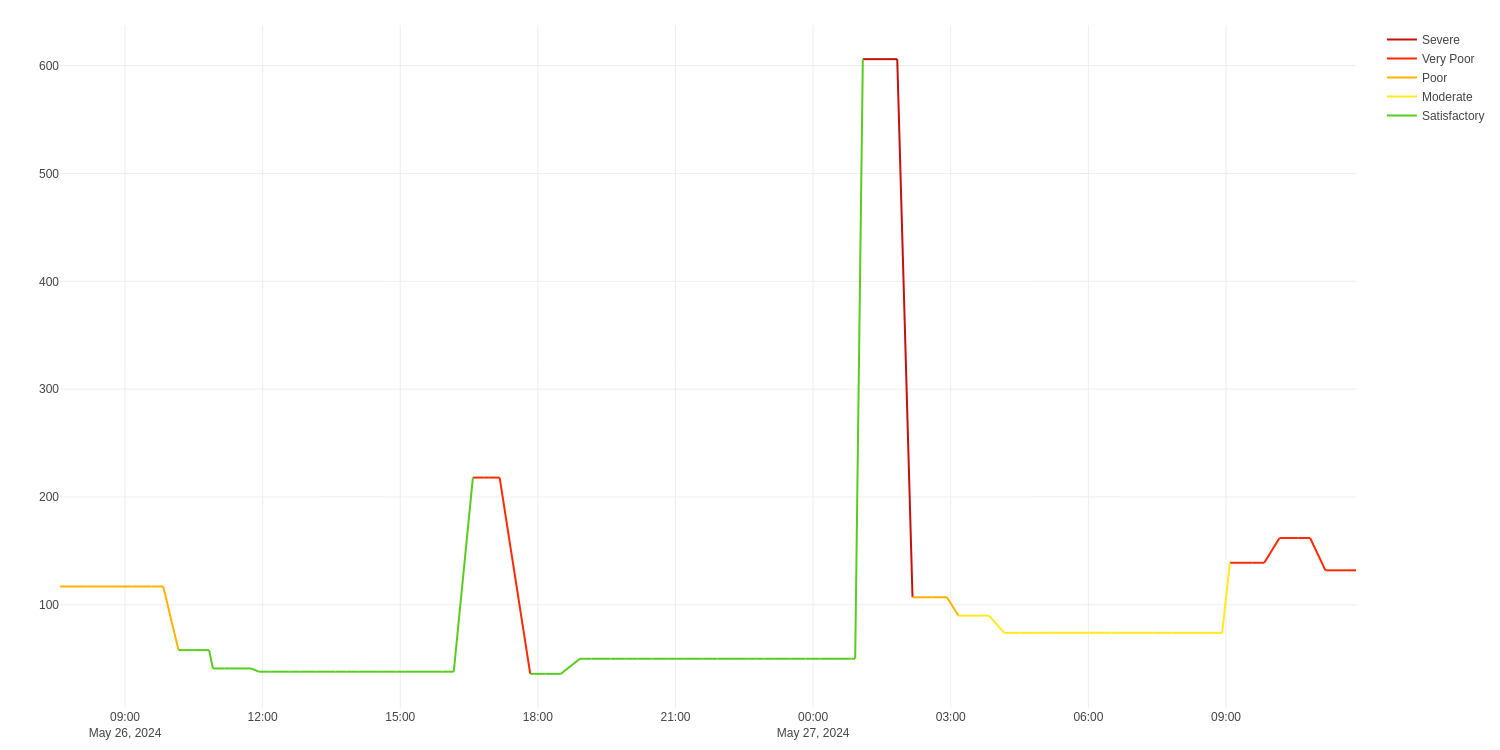 600
500
400
300
200
100
09:00
May 26, 2024
12:00
15:00
18:00
21:00
00:00
May 27, 2024
03:00
06:00
09:00
Severe
Very Poor
Poor
Moderate
Satisfactory